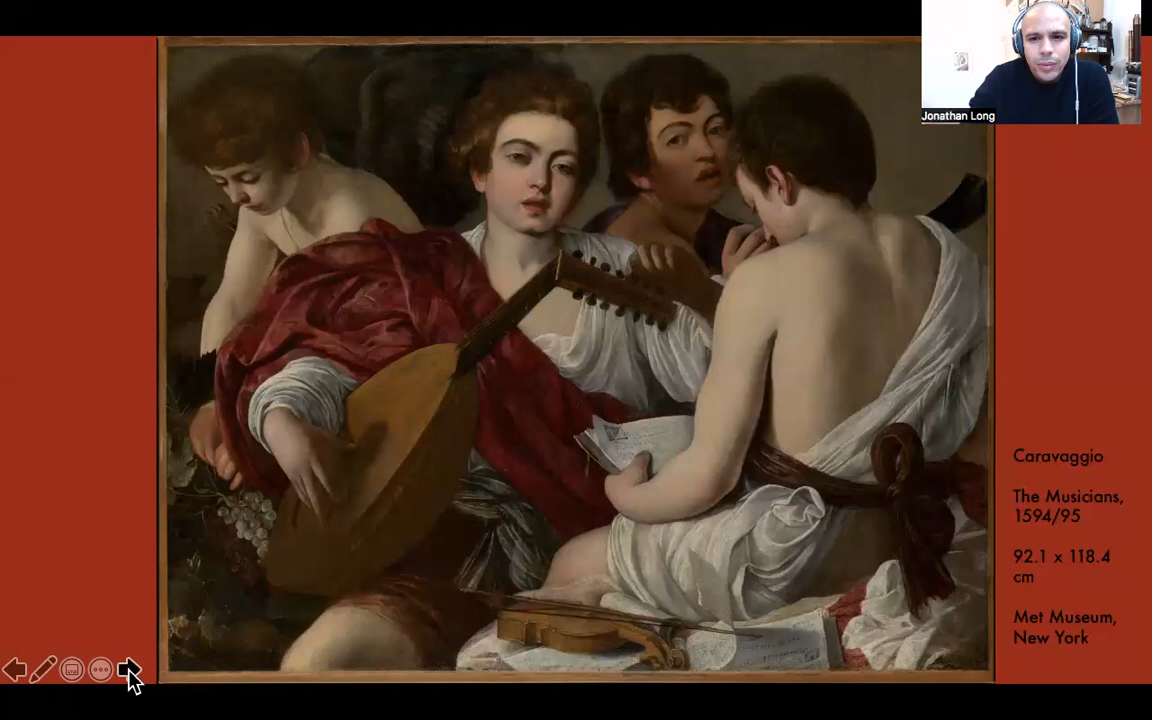 Jonathan Long
Caravaggio
The Musicians,
1594/95
92.1 x 118.4
cm
Met Museum,
New York